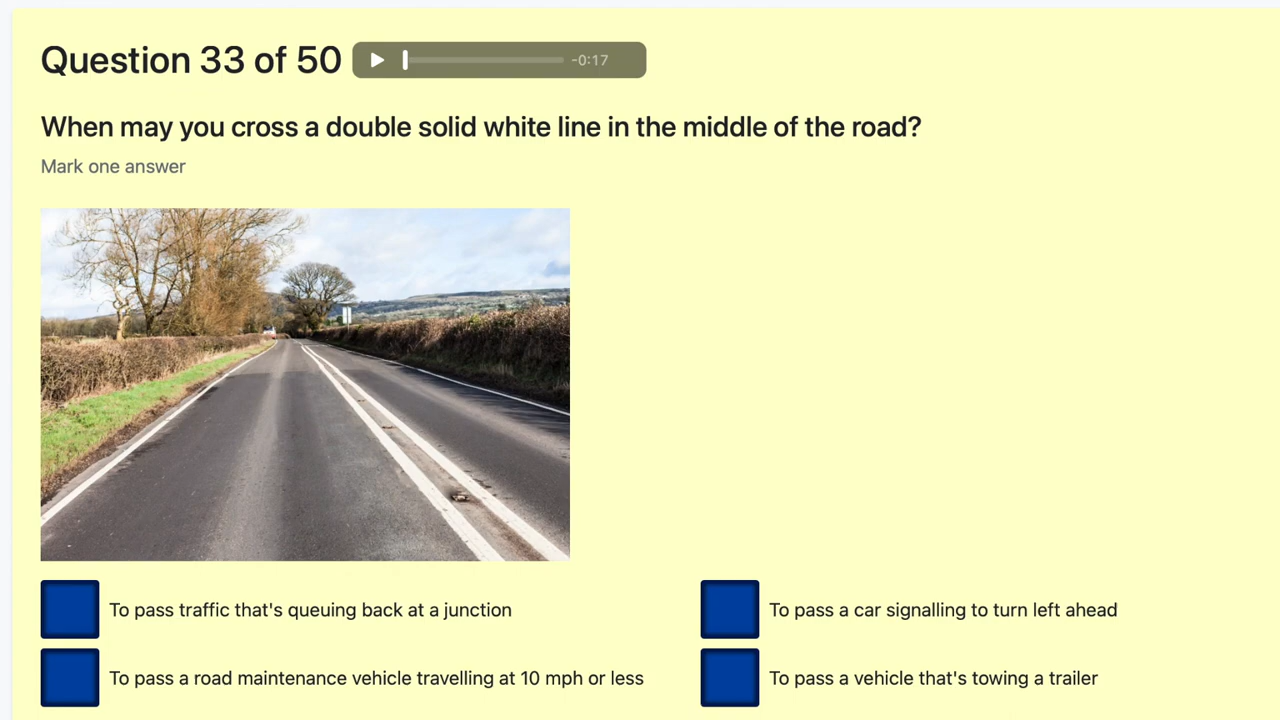 Question 33 of 50
-0:17
When may you cross a double solid white line in the middle of the road?
Mark one answer
To pass traffic that's queuing back at a junction
To pass a car signalling to turn left ahead
To pass a road maintenance vehicle travelling at 10 mph or less
To pass a vehicle that's towing a trailer